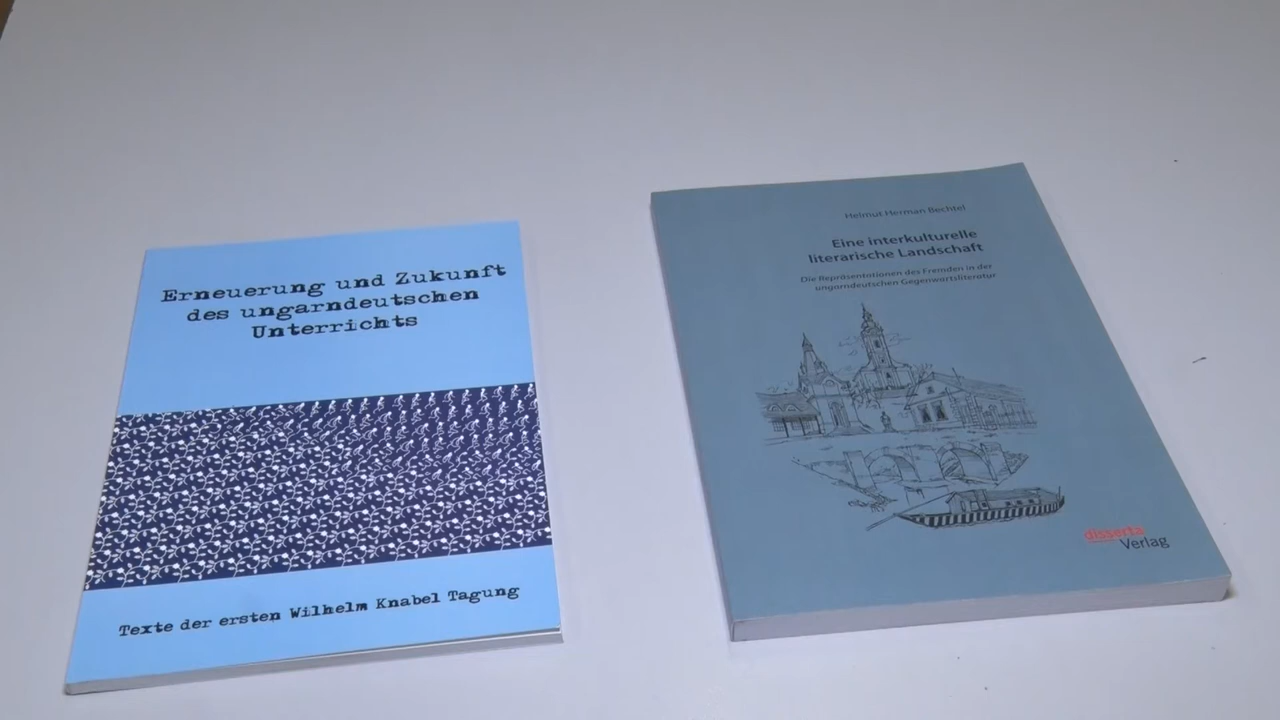 Erneuerung und Zukunft
des ungarndeutschen
Unterrichts
Texte der ersten Wilhelm Knabel Tagung
Helmut Herman Bechtel
Eine interkulturelle
literarische Landschaft
Die Repräsentationen des Fremden in der
ungarndeutschen Gegenwartsliteratur
disserta
Verlag